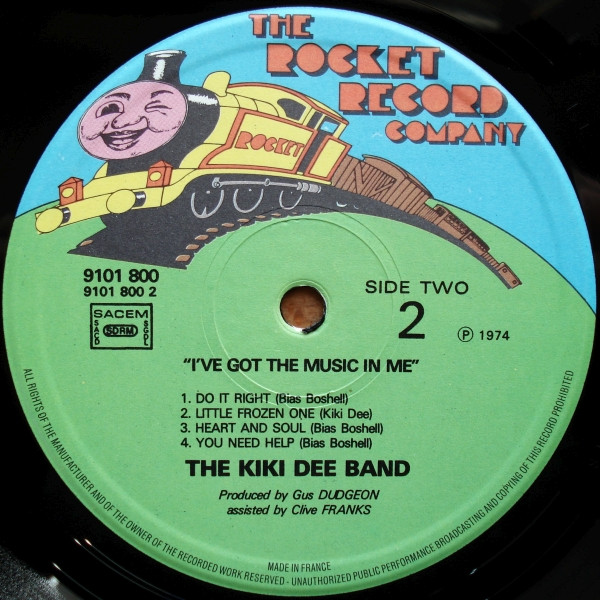 THE
ROCKET
RECORD
COMPANY
ROCKET
9101 800
9101 800 2
SACEM
SACD
SDRM
SGDL
SIDE TWO
2
Ⓟ 1974
"I'VE GOT THE MUSIC IN ME"
1. DO IT RIGHT (Bias Boshell)
2. LITTLE FROZEN ONE (Kiki Dee)
3. HEART AND SOUL (Bias Boshell)
4. YOU NEED HELP (Bias Boshell)
THE KIKI DEE BAND
Produced by Gus DUDGEON
assisted by Clive FRANKS
MADE IN FRANCE
ALL RIGHTS OF THE MANUFACTURER AND OF THE OWNER OF THE RECORDED WORK RESERVED - UNAUTHORIZED PUBLIC PERFORMANCE BROADCASTING AND COPYING OF THIS RECORD PROHIBITED